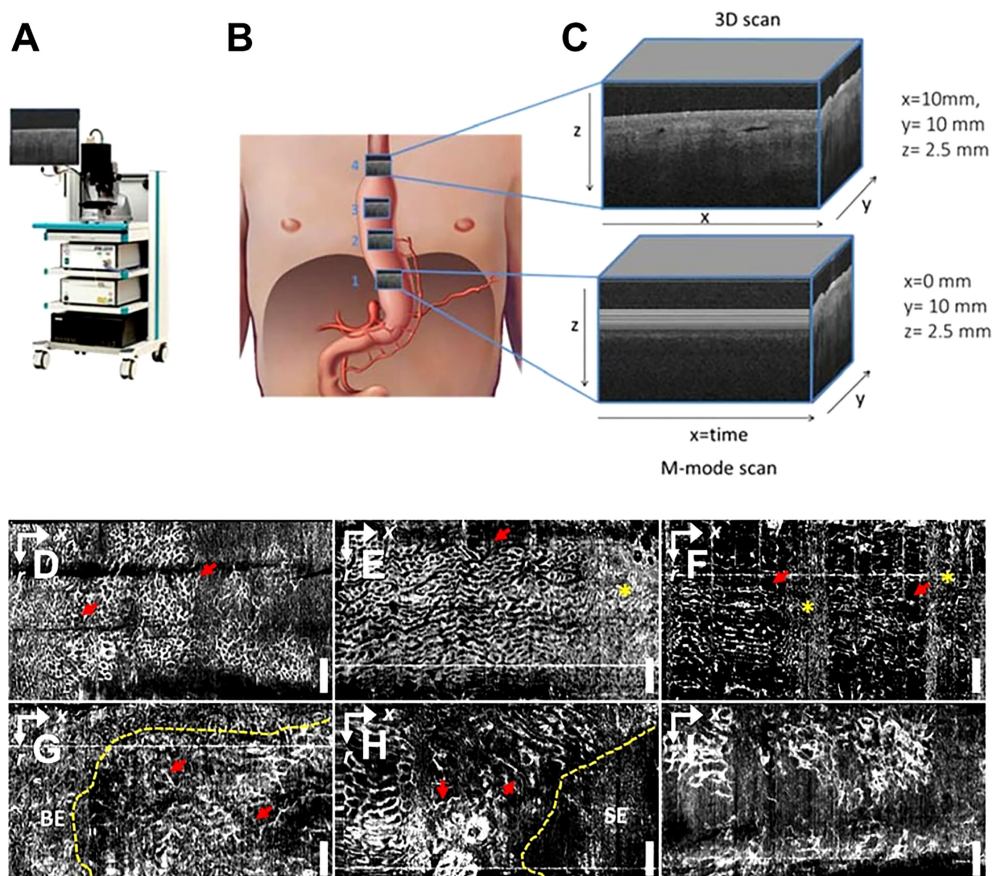 A
B
C
3D scan
z
x
y
x=10mm,
y= 10 mm
z= 2.5 mm
4
3
2
1
z
y
x=0 mm
y= 10 mm
z= 2.5 mm
x=time
M-mode scan
D
x
E
x
*
F
x
*
*
G
x
BE
H
x
SE
I
x